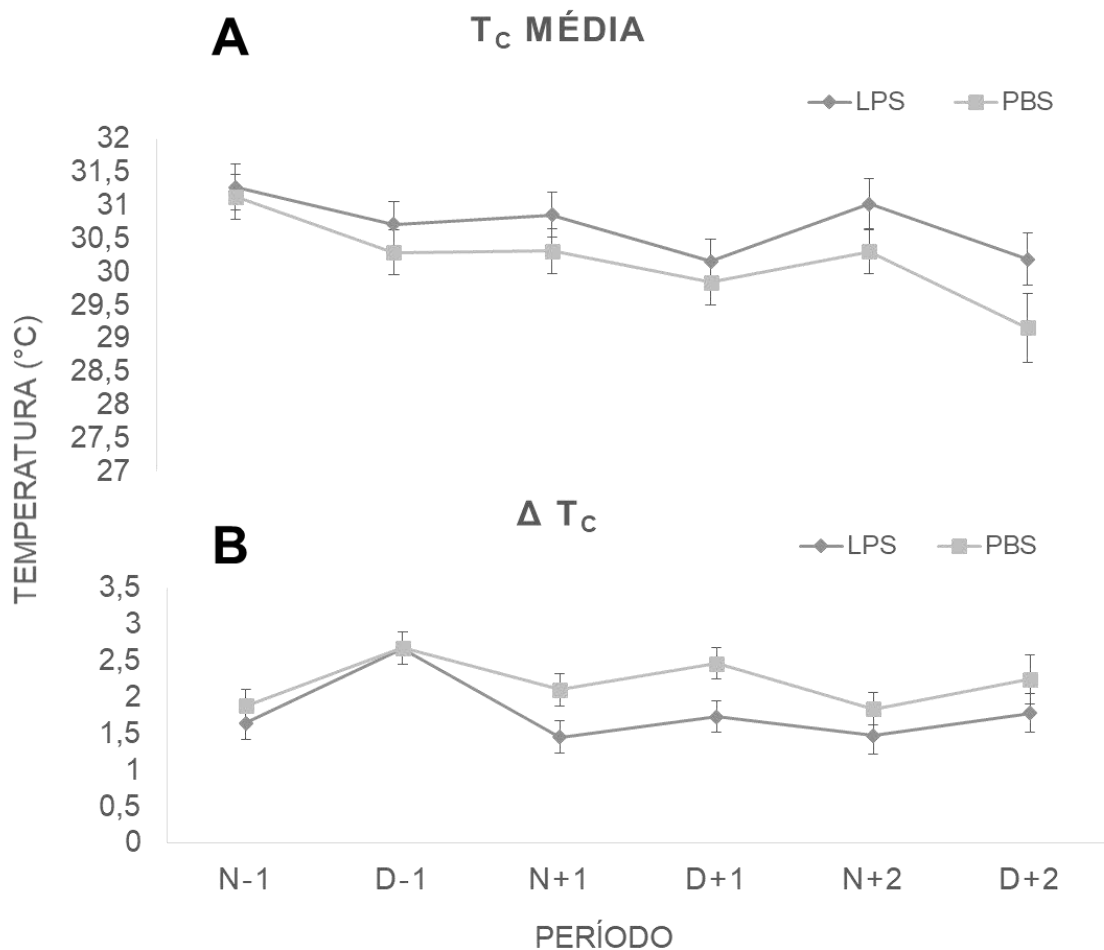 A
T_C MÉDIA
LPS PBS
32
31,5
31
30,5
30
29,5
29
28,5
28
27,5
27
TEMPERATURA (°C)
B
Δ T_C
LPS PBS
3,5
3
2,5
2
1,5
1
0,5
0
N-1 D-1 N+1 D+1 N+2 D+2
PERÍODO